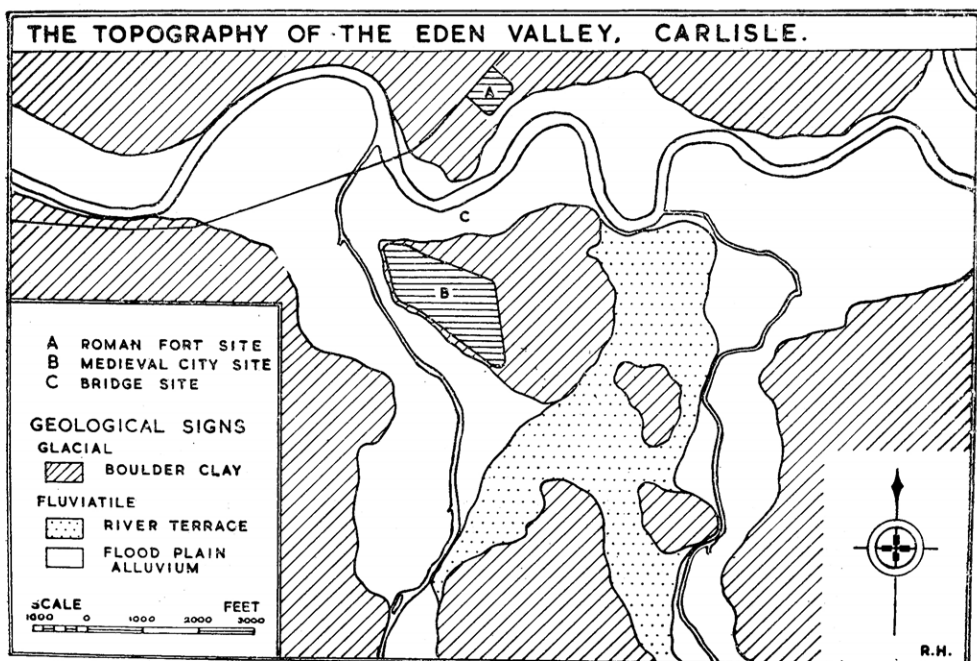 THE TOPOGRAPHY OF THE EDEN VALLEY, CARLISLE.
A
C
B
A ROMAN FORT SITE
B MEDIEVAL CITY SITE
C BRIDGE SITE
GEOLOGICAL SIGNS
GLACIAL
BOULDER CLAY
FLUVIATILE
RIVER TERRACE
FLOOD PLAIN
ALLUVIUM
SCALE FEET
1000 0 1000 2000 3000
R.H.